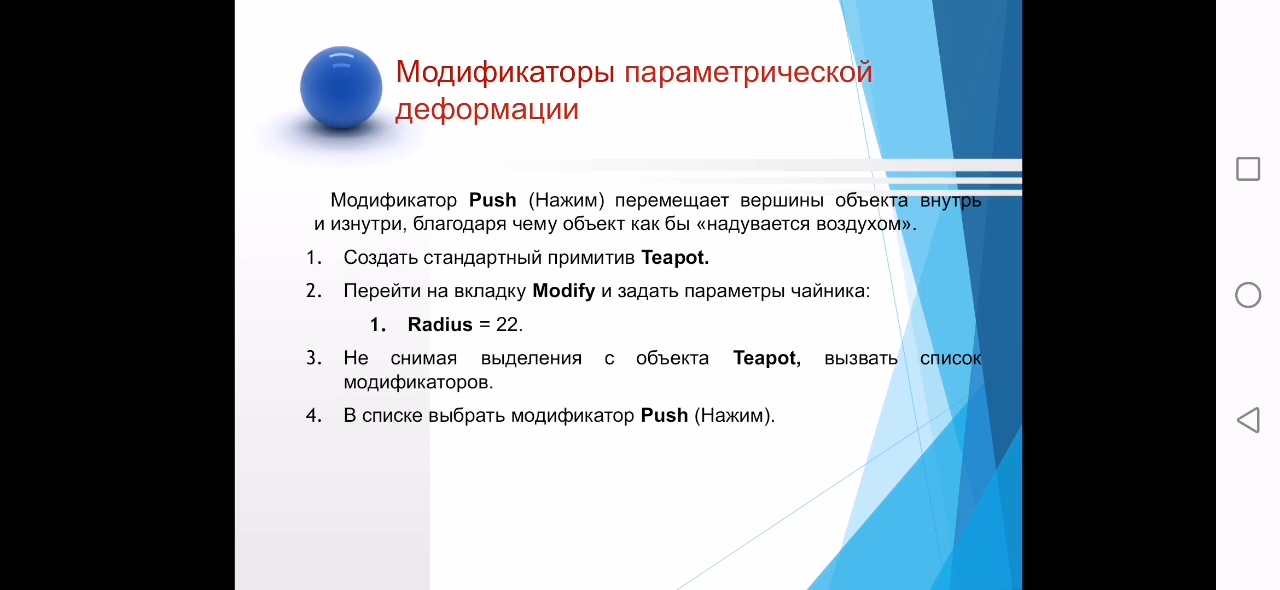 Модификаторы параметрической
деформации
Модификатор Push (Нажим) перемещает вершины объекта внутрь
и изнутри, благодаря чему объект как бы «надувается воздухом».
1. Создать стандартный примитив Teapot.
2. Перейти на вкладку Modify и задать параметры чайника:
1. Radius = 22.
3. Не снимая выделения с объекта Teapot, вызвать список
модификаторов.
4. В списке выбрать модификатор Push (Нажим).